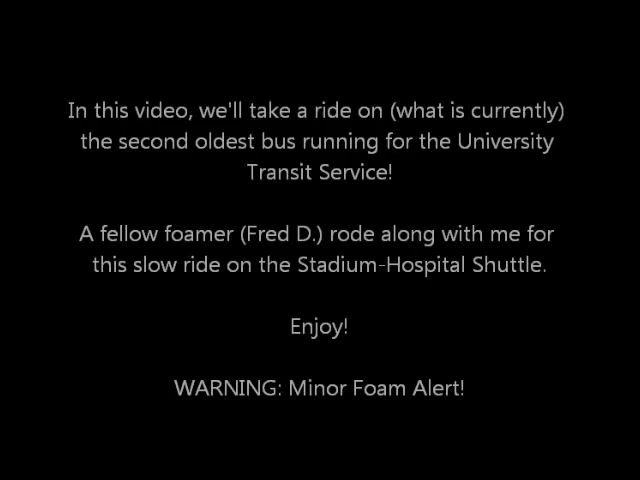 In this video, we'll take a ride on (what is currently)
the second oldest bus running for the University
Transit Service!
A fellow foamer (Fred D.) rode along with me for
this slow ride on the Stadium-Hospital Shuttle.
Enjoy!
WARNING: Minor Foam Alert!